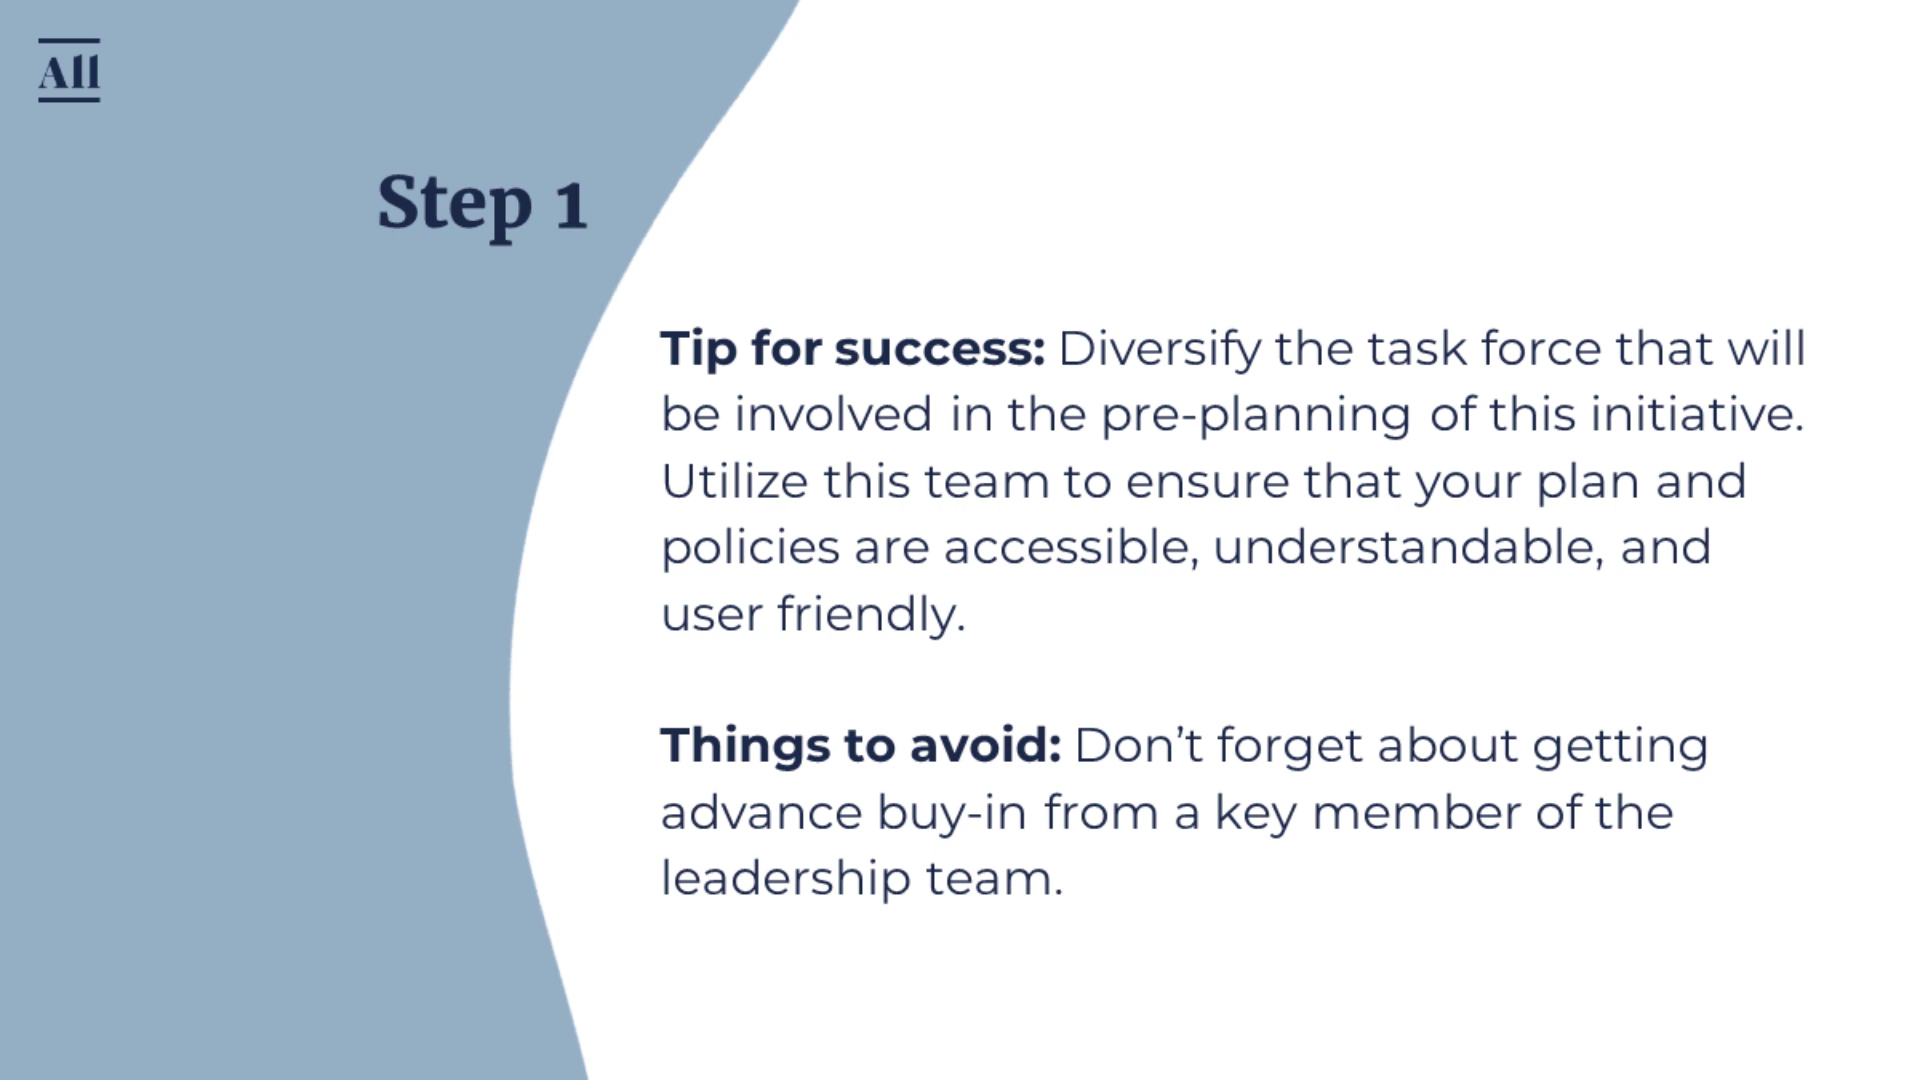 All
Step 1
Tip for success: Diversify the task force that will
be involved in the pre-planning of this initiative.
Utilize this team to ensure that your plan and
policies are accessible, understandable, and
user friendly.
Things to avoid: Don’t forget about getting
advance buy-in from a key member of the
leadership team.